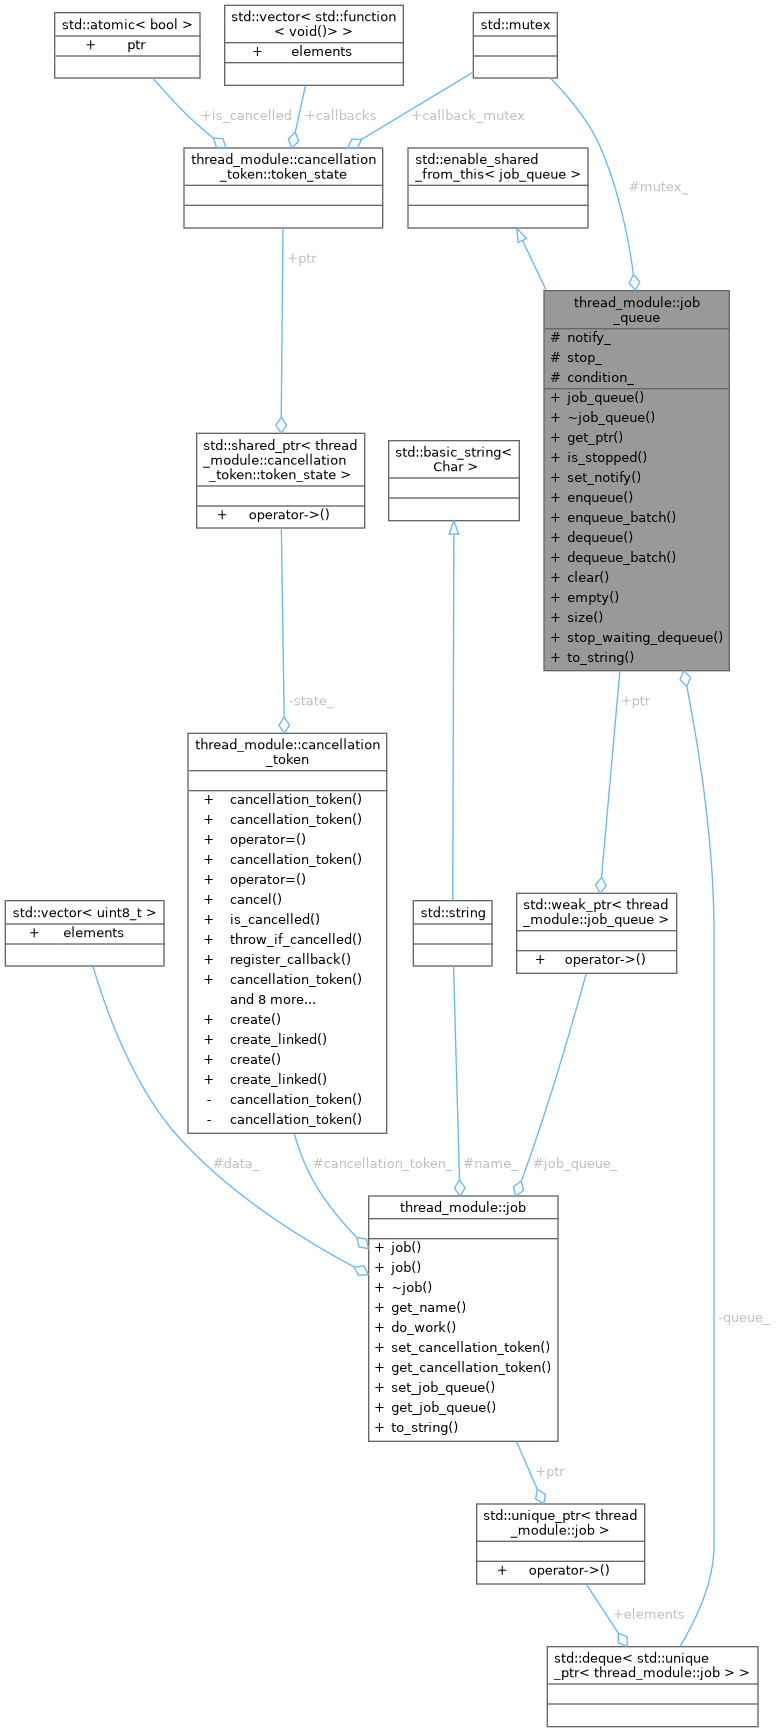 std::atomic< bool >
+ ptr
std::vector< std::function
< void()> >
+ elements
std::mutex
+is_cancelled
+callbacks
+callback_mutex
thread_module::cancellation
_token::token_state
std::enable_shared
_from_this< job_queue >
#mutex_
+ptr
thread_module::job
_queue
# notify_
# stop_
# condition_
+ job_queue()
+ ~job_queue()
+ get_ptr()
+ is_stopped()
+ set_notify()
+ enqueue()
+ enqueue_batch()
+ dequeue()
+ dequeue_batch()
+ clear()
+ empty()
+ size()
+ stop_waiting_dequeue()
+ to_string()
std::shared_ptr< thread
_module::cancellation
_token::token_state >
+ operator->()
std::basic_string<
Char >
-state_
+ptr
thread_module::cancellation
_token
+ cancellation_token()
+ cancellation_token()
+ operator=()
+ cancellation_token()
+ operator=()
+ cancel()
+ is_cancelled()
+ throw_if_cancelled()
+ register_callback()
+ cancellation_token()
and 8 more...
+ create()
+ create_linked()
+ create()
+ create_linked()
- cancellation_token()
- cancellation_token()
std::vector< uint8_t >
+ elements
std::string
std::weak_ptr< thread
_module::job_queue >
+ operator->()
#data_
#cancellation_token_
#name_
#job_queue_
thread_module::job
+ job()
+ job()
+ ~job()
+ get_name()
+ do_work()
+ set_cancellation_token()
+ get_cancellation_token()
+ set_job_queue()
+ get_job_queue()
+ to_string()
-queue_
+ptr
std::unique_ptr< thread
_module::job >
+ operator->()
+elements
std::deque< std::unique
_ptr< thread_module::job > >